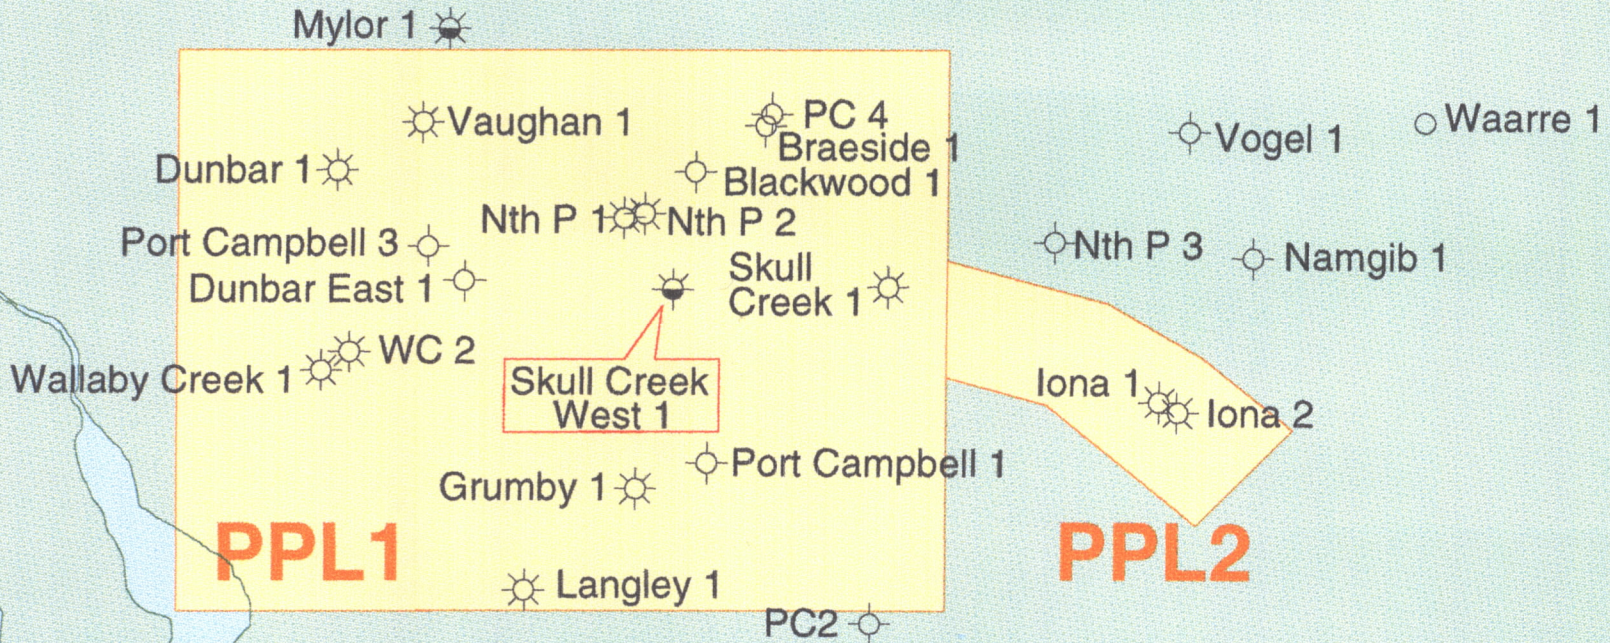 Mylor 1
Vaughan 1
PC 4
Braeside 1
Vogel 1
Waarre 1
Dunbar 1
Blackwood 1
Nth P 1
Nth P 2
Port Campbell 3
Nth P 3
Namgib 1
Dunbar East 1
Skull
Creek 1
WC 2
Wallaby Creek 1
Skull Creek
West 1
Iona 1
Iona 2
Port Campbell 1
Grumby 1
PPL1
PPL2
Langley 1
PC2